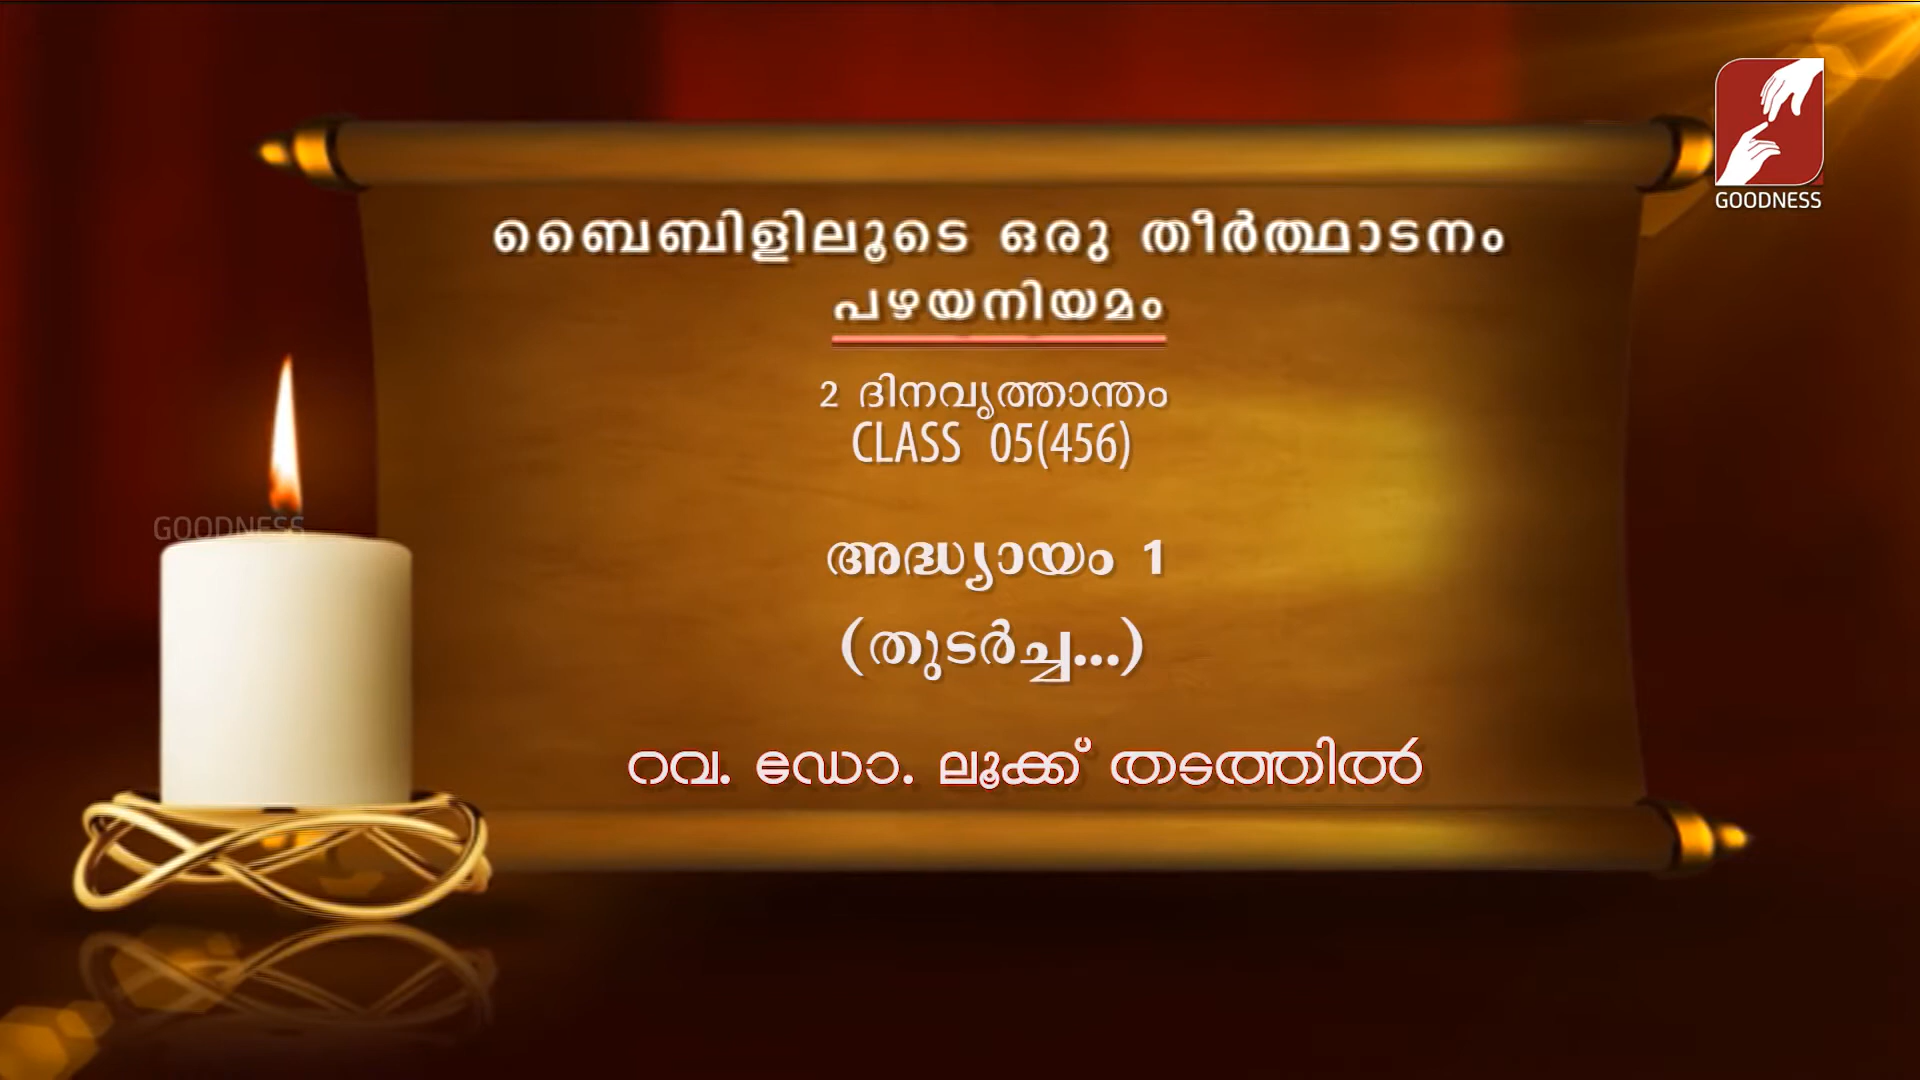 GOODNESS
ബൈബിളിലൂടെ ഒരു തീർത്ഥാടനം
പഴയനിയമം
2 ദിനവൃത്താന്തം
CLASS 05(456)
GOODNESS
അദ്ധ്യായം 1
(തുടർച്ച...)
റവ. ഡോ. ലൂക്ക് തടത്തിൽ